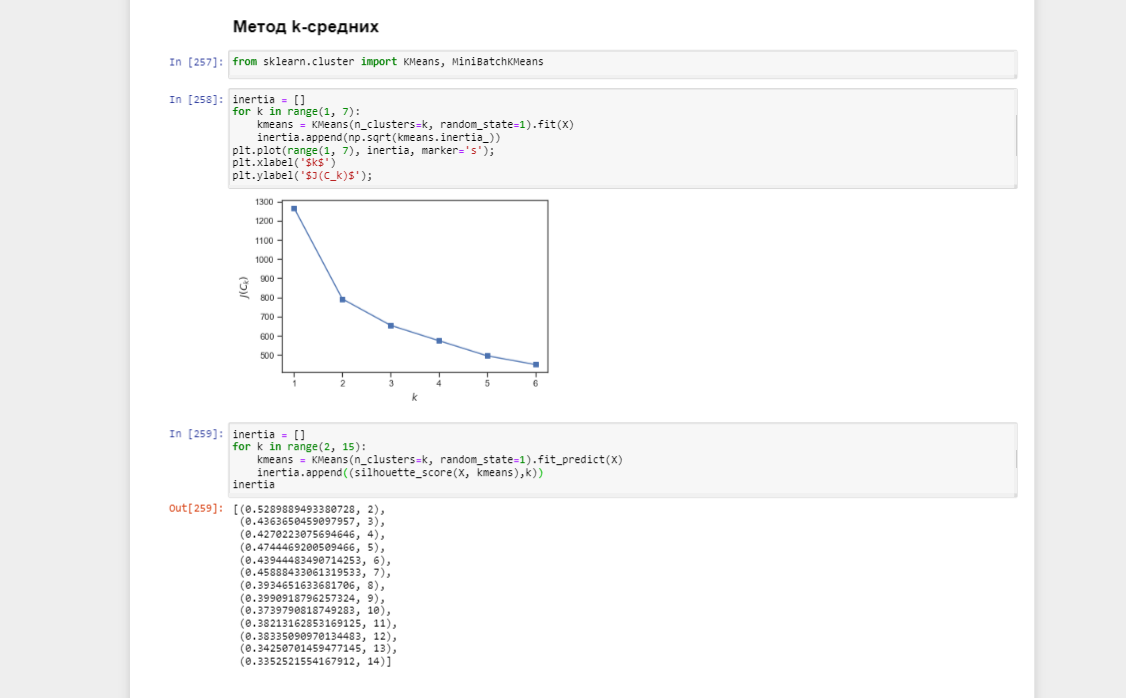 Метод k-средних
In [257]: from sklearn.cluster import KMeans, MiniBatchKMeans
In [258]: inertia = []
for k in range(1, 7):
    kmeans = KMeans(n_clusters=k, random_state=1).fit(X)
    inertia.append(np.sqrt(kmeans.inertia_))
plt.plot(range(1, 7), inertia, marker='s');
plt.xlabel('$k$')
plt.ylabel('$J(C_k)$');
1300
1200
1100
1000
900
800
700
600
500
J(Ck)
1 2 3 4 5 6
k
In [259]: inertia = []
for k in range(2, 15):
    kmeans = KMeans(n_clusters=k, random_state=1).fit_predict(X)
    inertia.append((silhouette_score(X, kmeans),k))
inertia
Out[259]: [(0.5289889493380728, 2),
(0.4363650459097957, 3),
(0.4270223075694646, 4),
(0.4744469200509466, 5),
(0.43944483490714253, 6),
(0.45888433061319533, 7),
(0.3934651633681706, 8),
(0.3990918796257324, 9),
(0.3739790818749283, 10),
(0.38213162853169125, 11),
(0.38335090970134483, 12),
(0.34250701459477145, 13),
(0.3352521554167912, 14)]